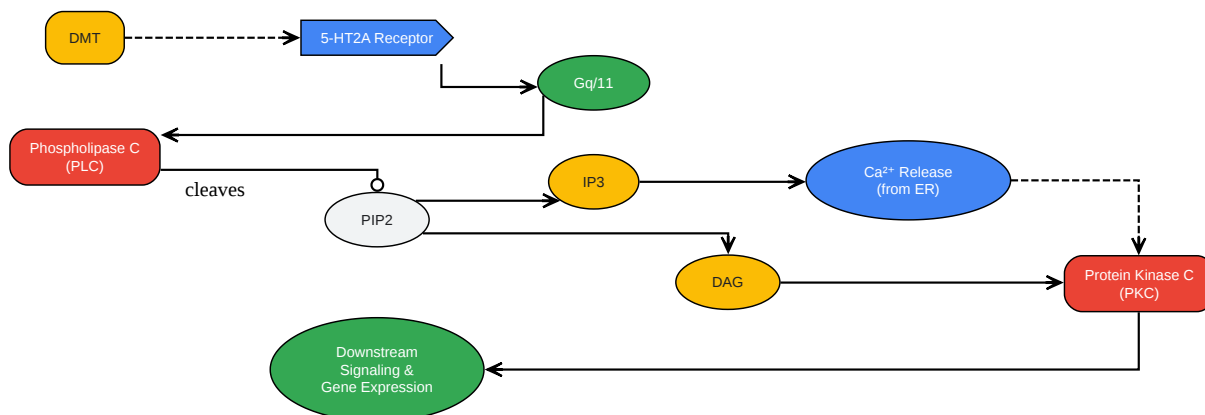 DMT
5-HT2A Receptor
Gq/11
Phospholipase C
(PLC)
cleaves
PIP2
IP3
Ca²⁺ Release
(from ER)
DAG
Protein Kinase C
(PKC)
Downstream
Signaling &
Gene Expression